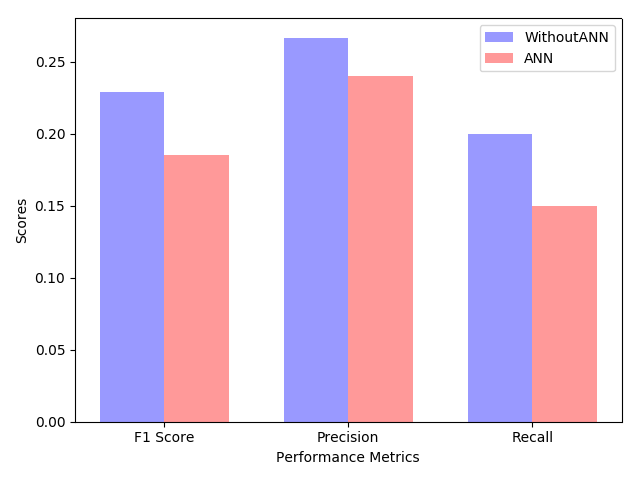 WithoutANN
ANN
0.25
0.20
0.15
0.10
0.05
0.00
Scores
F1 Score
Precision
Recall
Performance Metrics